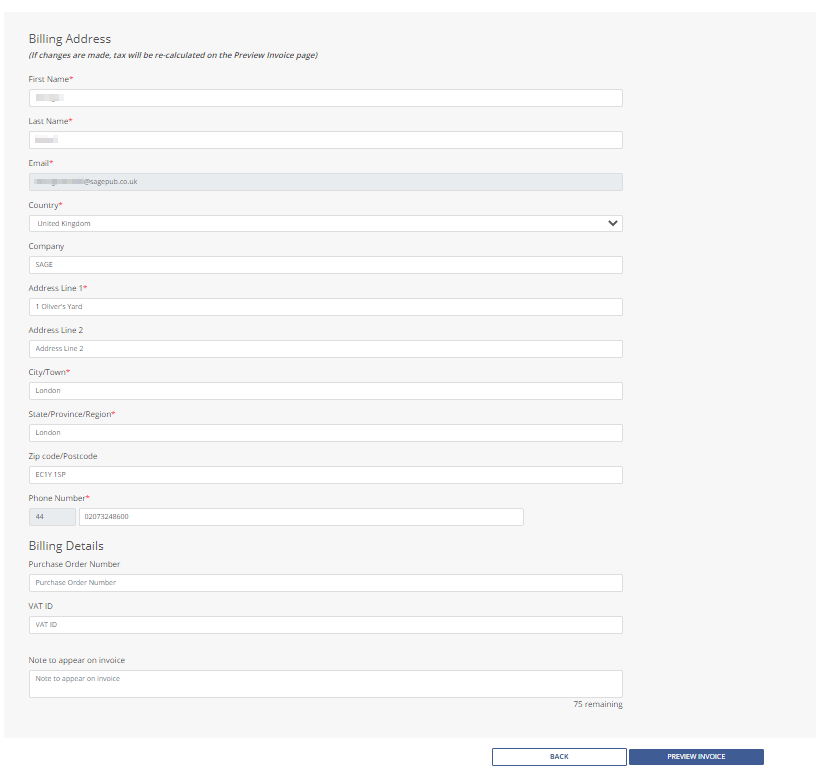 Billing Address
(If changes are made, tax will be re-calculated on the Preview Invoice page)
First Name*
Last Name*
Email*
@sagepub.co.uk
Country*
United Kingdom
Company
SAGE
Address Line 1*
1 Oliver's Yard
Address Line 2
Address Line 2
City/Town*
London
State/Province/Region*
London
Zip code/Postcode
EC1Y 1SP
Phone Number*
44 02073248600
Billing Details
Purchase Order Number
Purchase Order Number
VAT ID
VAT ID
Note to appear on invoice
Note to appear on invoice
75 remaining
BACK PREVIEW INVOICE